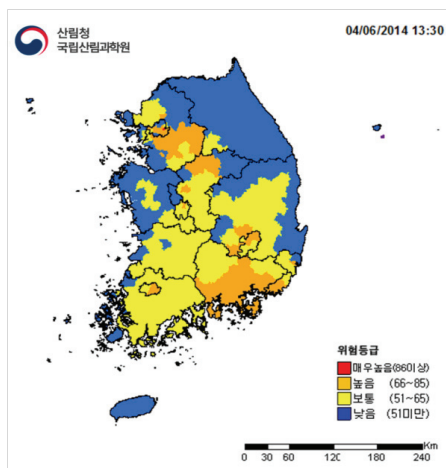 산림청
국립산림과학원
04/06/2014 13:30
위험등급
매우높음(86이상)
높음 (66~85)
보통 (51~65)
낮음 (51미만)
Km
0 30 60 120 180 240